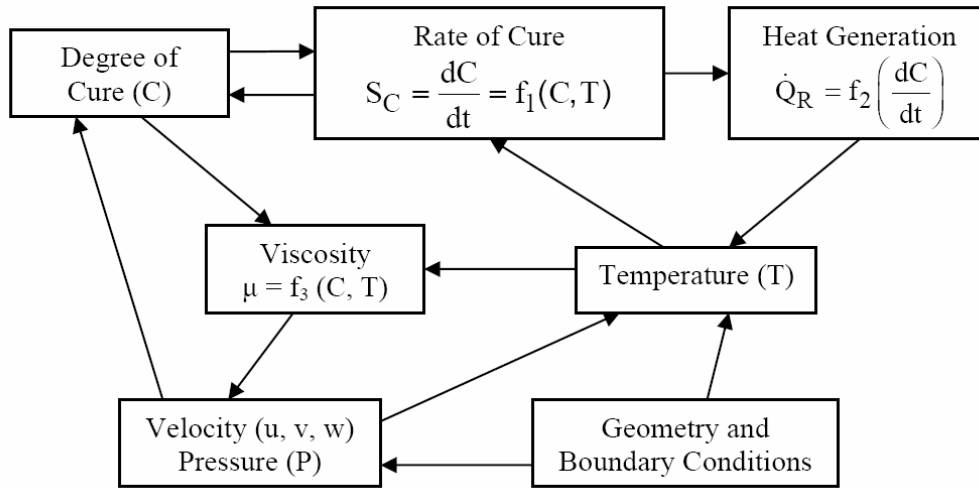 Degree of
Cure (C)
Rate of Cure
S_C = dC/dt = f_1(C,T)
Heat Generation
Q̇_R = f_2(dC/dt)
Viscosity
μ = f₃ (C, T)
Temperature (T)
Velocity (u, v, w)
Pressure (P)
Geometry and
Boundary Conditions